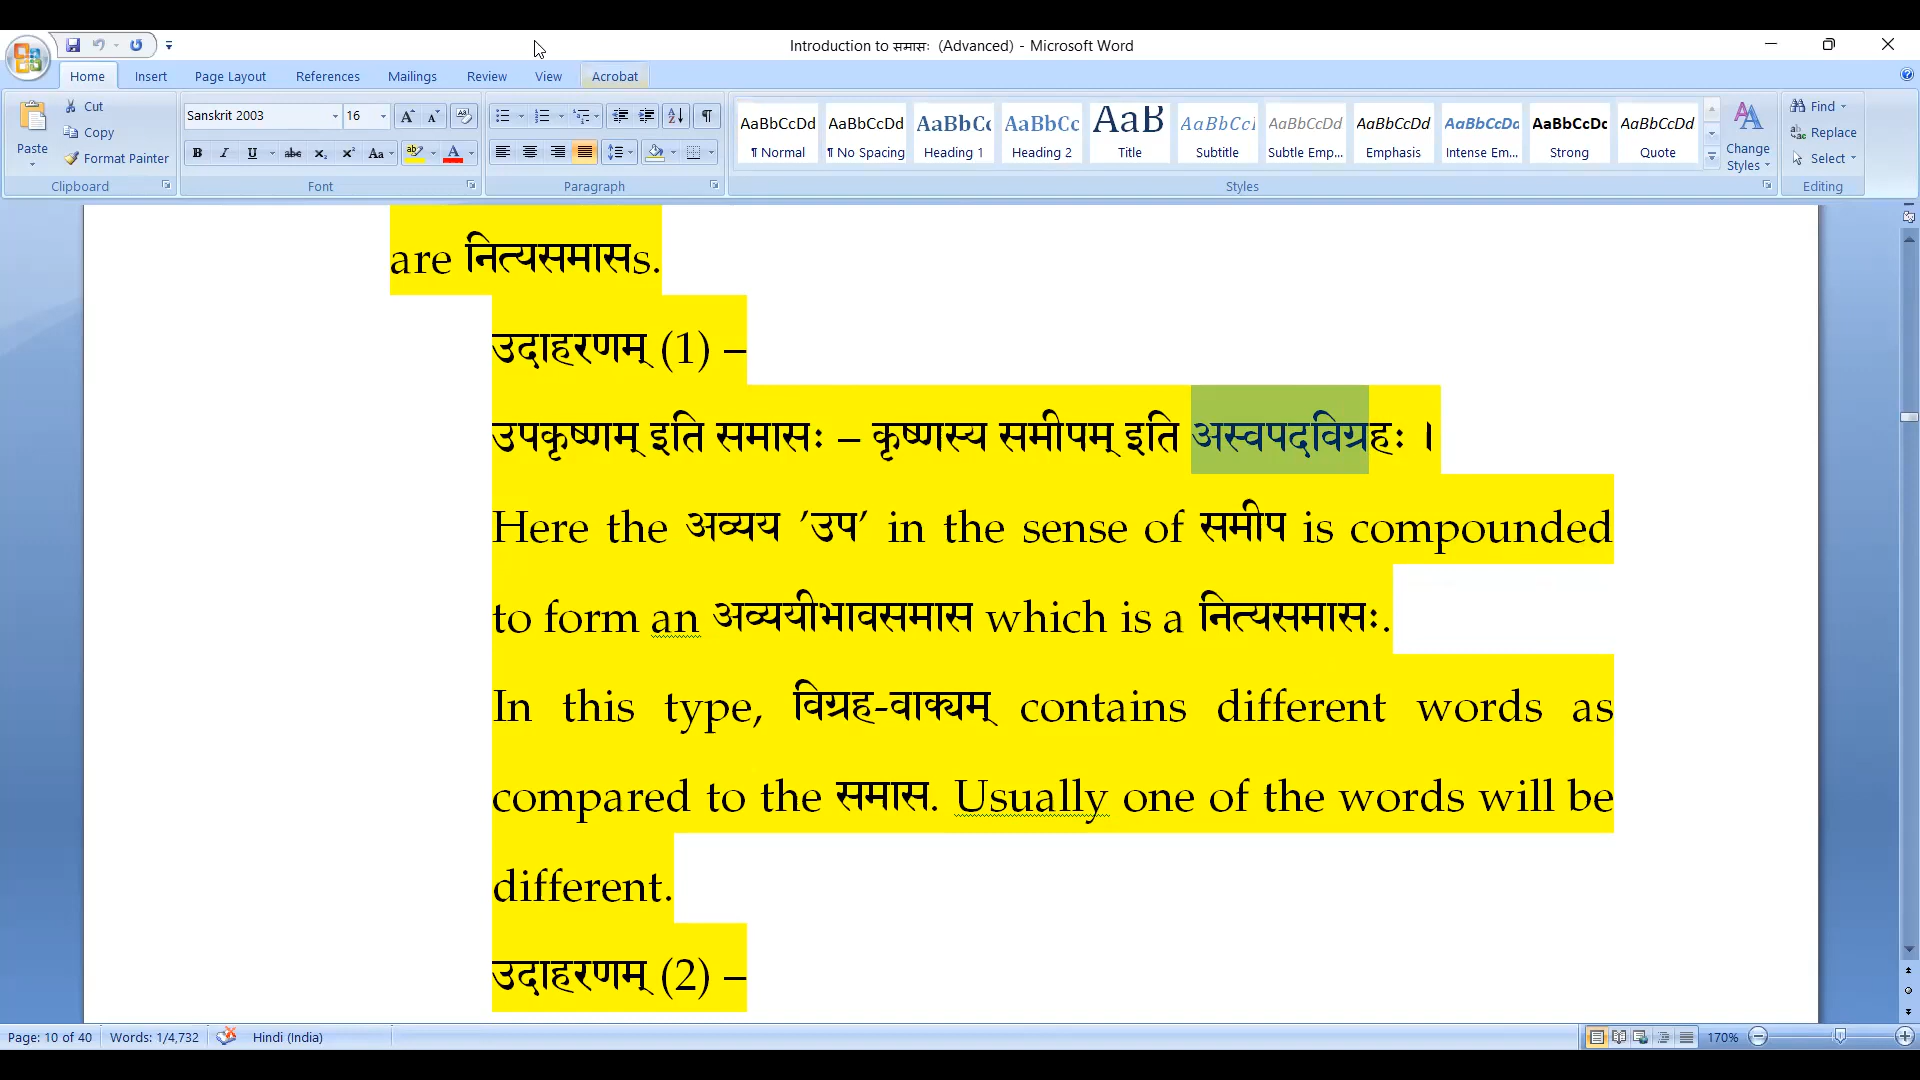 Introduction to समासः (Advanced) - Microsoft Word
Home Insert Page Layout References Mailings Review View Acrobat
Paste Cut Copy Format Painter
Sanskrit 2003 16
AaBbCcDd AaBbCcDd AaBbCc AaBbCc AaB AaBbCcI AaBbCcDd AaBbCcDd AaBbCcDd AaBbCcDc AaBbCcDd
¶ Normal ¶ No Spacing Heading 1 Heading 2 Title Subtitle Subtle Emp... Emphasis Intense Em... Strong Quote
Change Styles
Find Replace Select
Clipboard Font Paragraph Styles Editing
are नित्यसमासs.
उदाहरणम् (1) –
उपकृष्णम् इति समासः – कृष्णस्य समीपम् इति अस्वपदविग्रहः ।
Here the अव्यय ’उप’ in the sense of समीप is compounded
to form an अव्ययीभावसमास which is a नित्यसमासः.
In this type, विग्रह-वाक्यम् contains different words as
compared to the समास. Usually one of the words will be
different.
उदाहरणम् (2) –
Page: 10 of 40 Words: 1/4,732 Hindi (India) 170%